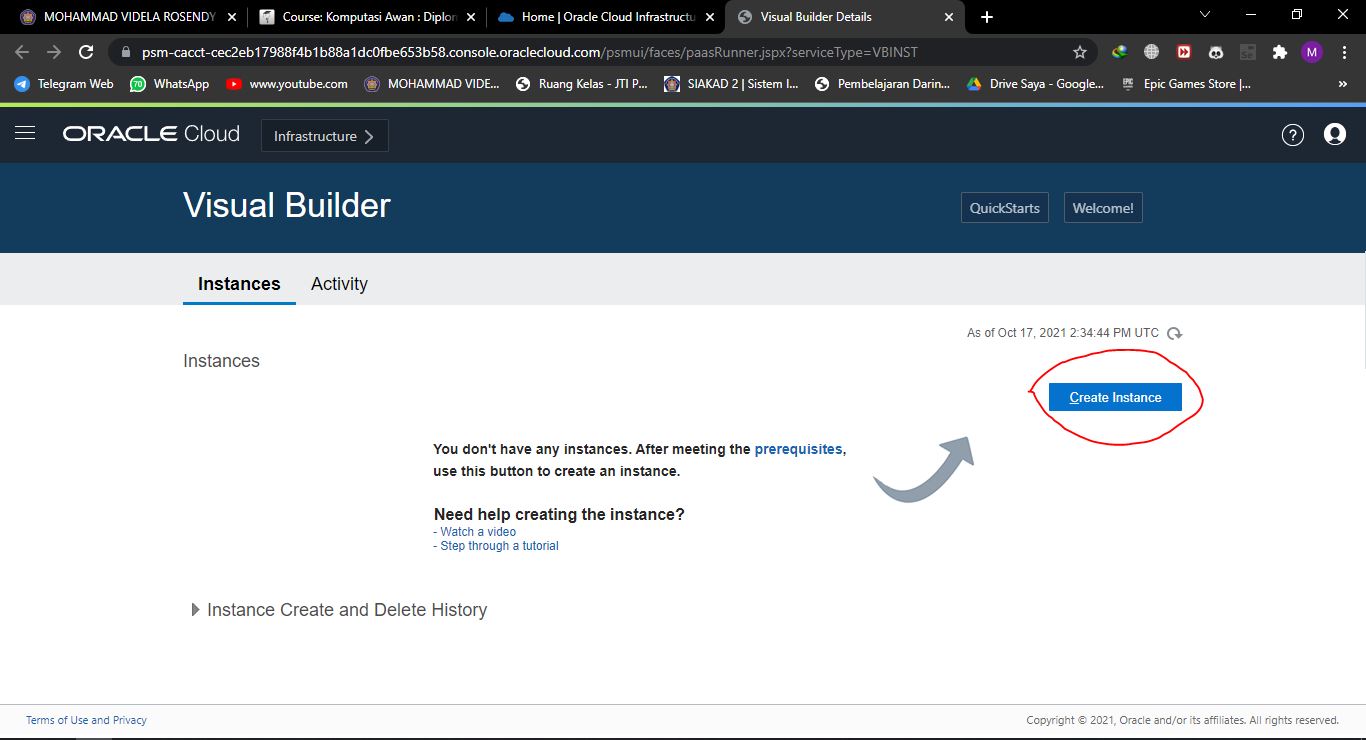 MOHAMMAD VIDELA ROSENDY
Course: Komputasi Awan : Diplom
Home | Oracle Cloud Infrastructu
Visual Builder Details
psm-cacct-cec2eb17988f4b1b88a1dc0fbe653b58.console.oraclecloud.com/psmui/faces/paasRunner.jspx?serviceType=VBINST
M
Telegram Web
70
WhatsApp
www.youtube.com
MOHAMMAD VIDE...
Ruang Kelas - JTI P...
SIAKAD 2 | Sistem I...
Pembelajaran Darin...
Drive Saya - Google...
Epic Games Store |...
»
ORACLE Cloud
Infrastructure
?
Visual Builder
QuickStarts
Welcome!
Instances
Activity
As of Oct 17, 2021 2:34:44 PM UTC
Instances
Create Instance
You don't have any instances. After meeting the prerequisites,
use this button to create an instance.
Need help creating the instance?
- Watch a video
- Step through a tutorial
Instance Create and Delete History
Terms of Use and Privacy
Copyright © 2021, Oracle and/or its affiliates. All rights reserved.